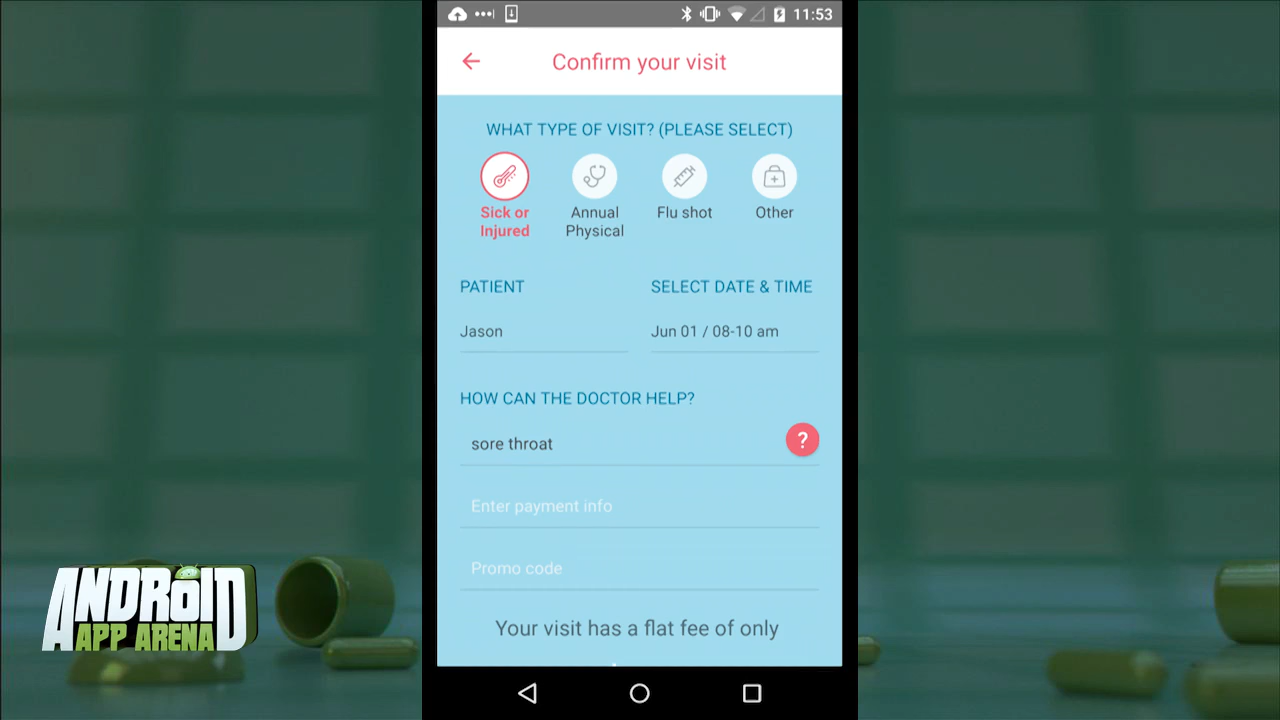 11:53
Confirm your visit
WHAT TYPE OF VISIT? (PLEASE SELECT)
Sick or
Injured
Annual
Physical
Flu shot
Other
PATIENT
SELECT DATE & TIME
Jason
Jun 01 / 08-10 am
HOW CAN THE DOCTOR HELP?
sore throat
?
Enter payment info
Promo code
Your visit has a flat fee of only
ANDROID
APP ARENA